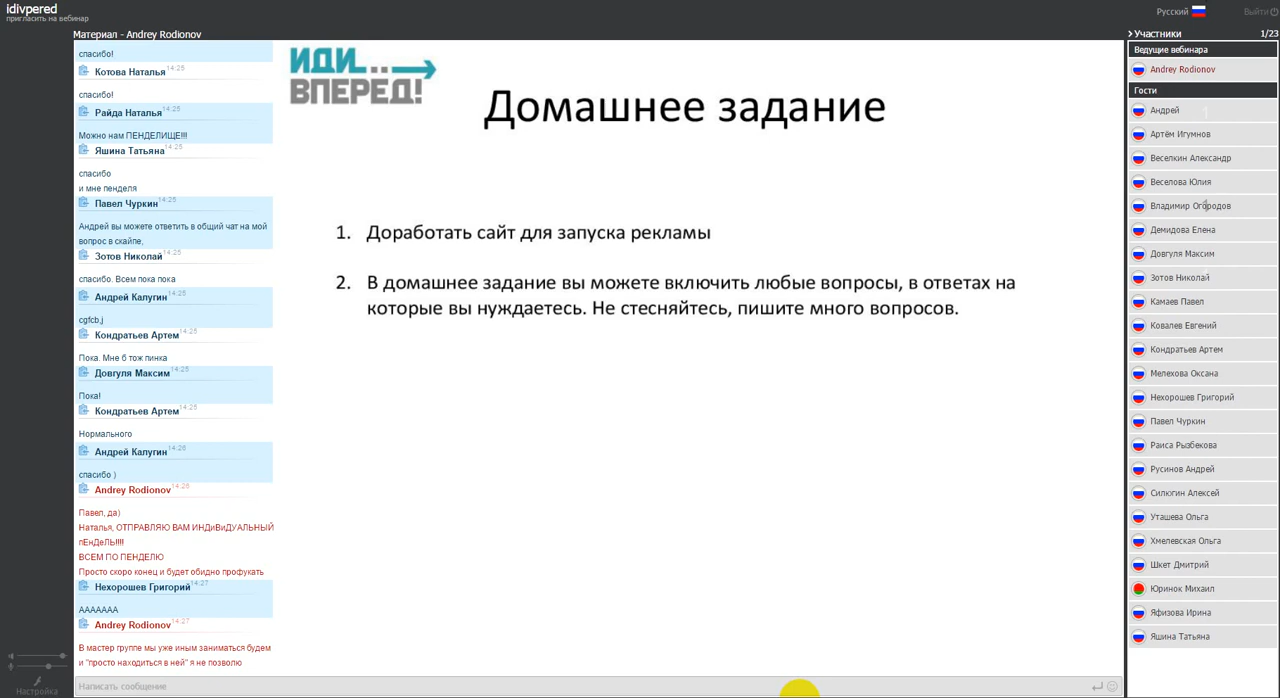 idivpered
пригласить на вебинар
Русский
Выйти
Материал - Andrey Rodionov
спасибо!
Котова Наталья 14:25
спасибо!
Райда Наталья 14:25
Можно нам ПЕНДЕЛИЩЕ!!!
Яшина Татьяна 14:25
спасибо
и мне пенделя
Павел Чуркин 14:25
Андрей вы можете ответить в общий чат на мой
вопрос в скайпе,
Зотов Николай 14:25
спасибо. Всем пока пока
Андрей Калугин 14:25
cgfcb,j
Кондратьев Артем 14:25
Пока. Мне б тож пинка
Довгуля Максим 14:25
Пока!
Кондратьев Артем 14:25
Нормального
Андрей Калугин 14:26
спасибо )
Andrey Rodionov 14:26
Павел, да)
Наталья, ОТПРАВЛЯЮ ВАМ ИНДиВиДУАЛЬНЫЙ
пЕнДеЛЬ!!!!
ВСЕМ ПО ПЕНДЕЛЮ
Просто скоро конец и будет обидно профукать
Нехорошев Григорий 14:27
ААААААА
Andrey Rodionov 14:27
В мастер группе мы уже иным заниматься будем
и "просто находиться в ней" я не позволю
Написать сообщение
Настройка
ИДИ...
ВПЕРЕД!
Домашнее задание
1. Доработать сайт для запуска рекламы
2. В домашнее задание вы можете включить любые вопросы, в ответах на
которые вы нуждаетесь. Не стесняйтесь, пишите много вопросов.
Участники 1/23
Ведущие вебинара
Andrey Rodionov
Гости
Андрей
Артём Игумнов
Веселкин Александр
Веселова Юлия
Владимир Огородов
Демидова Елена
Довгуля Максим
Зотов Николай
Камаев Павел
Ковалев Евгений
Кондратьев Артем
Мелехова Оксана
Нехорошев Григорий
Павел Чуркин
Раиса Рызбекова
Русинов Андрей
Силюгин Алексей
Уташева Ольга
Хмелевская Ольга
Шкет Дмитрий
Юринок Михаил
Яфизова Ирина
Яшина Татьяна